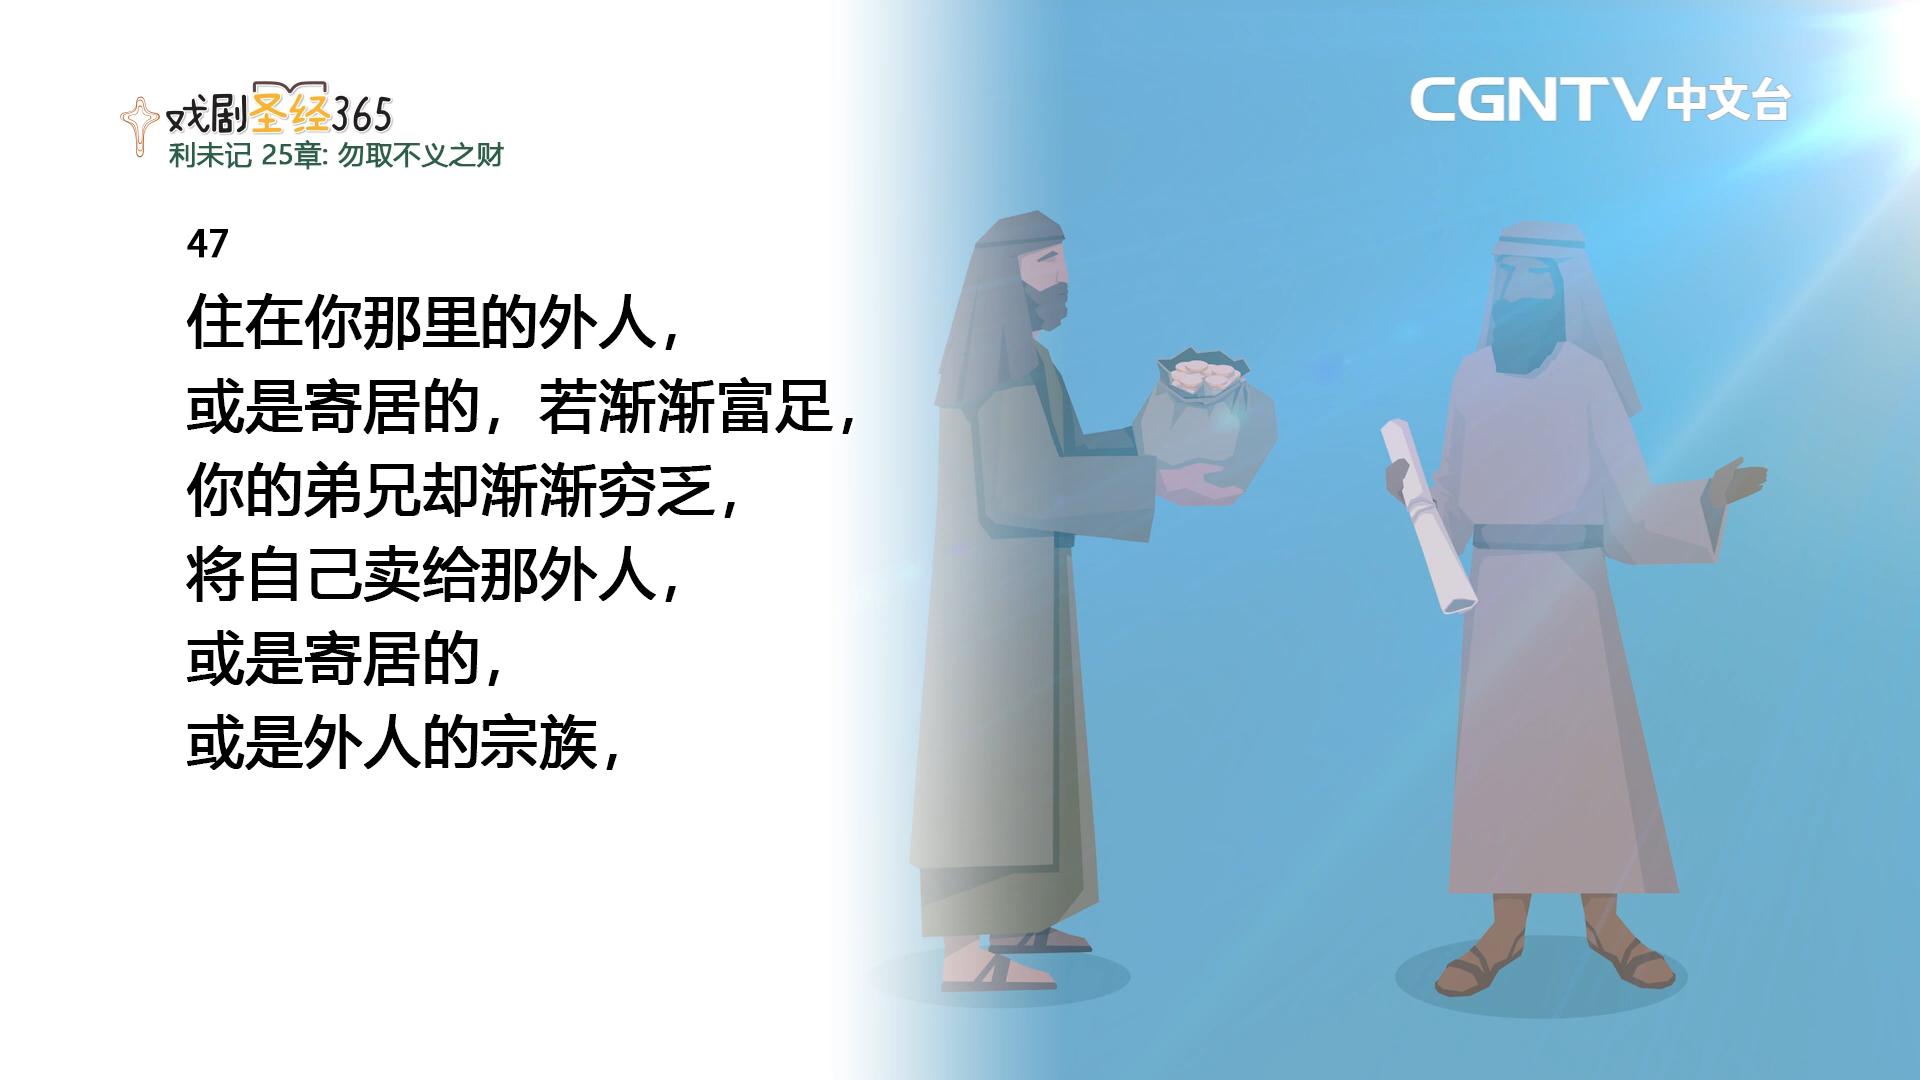 戏剧圣经365
CGNTV中文台
利未记 25章: 勿取不义之财
47
住在你那里的外人，
或是寄居的，若渐渐富足，
你的弟兄却渐渐穷乏，
将自己卖给那外人，
或是寄居的，
或是外人的宗族，